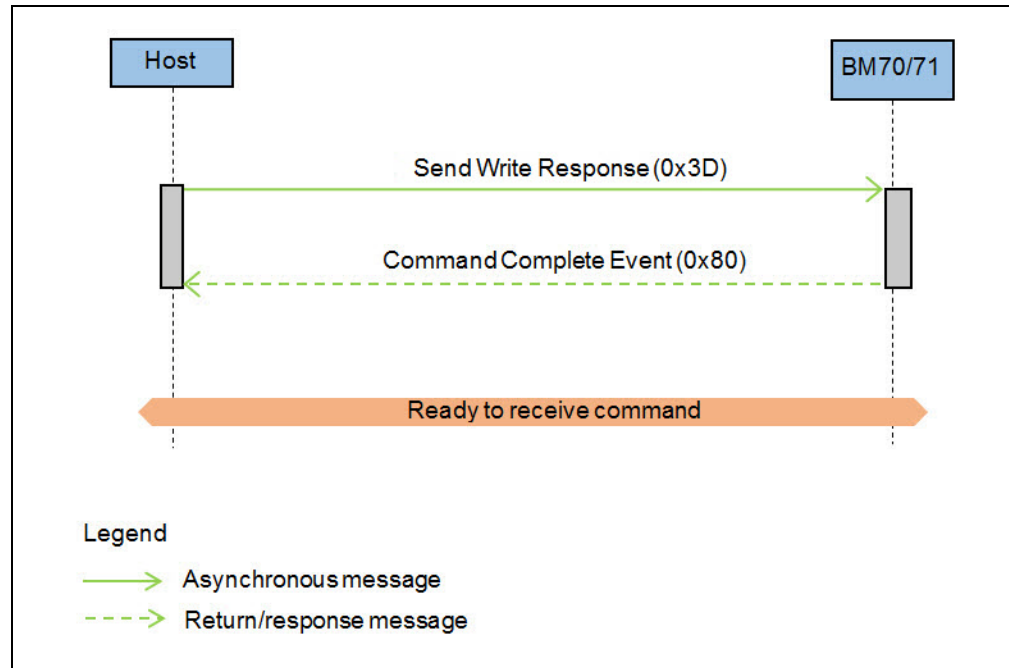 Host
BM70/71
Send Write Response (0x3D)
Command Complete Event (0x80)
Ready to receive command
Legend
Asynchronous message
Return/response message